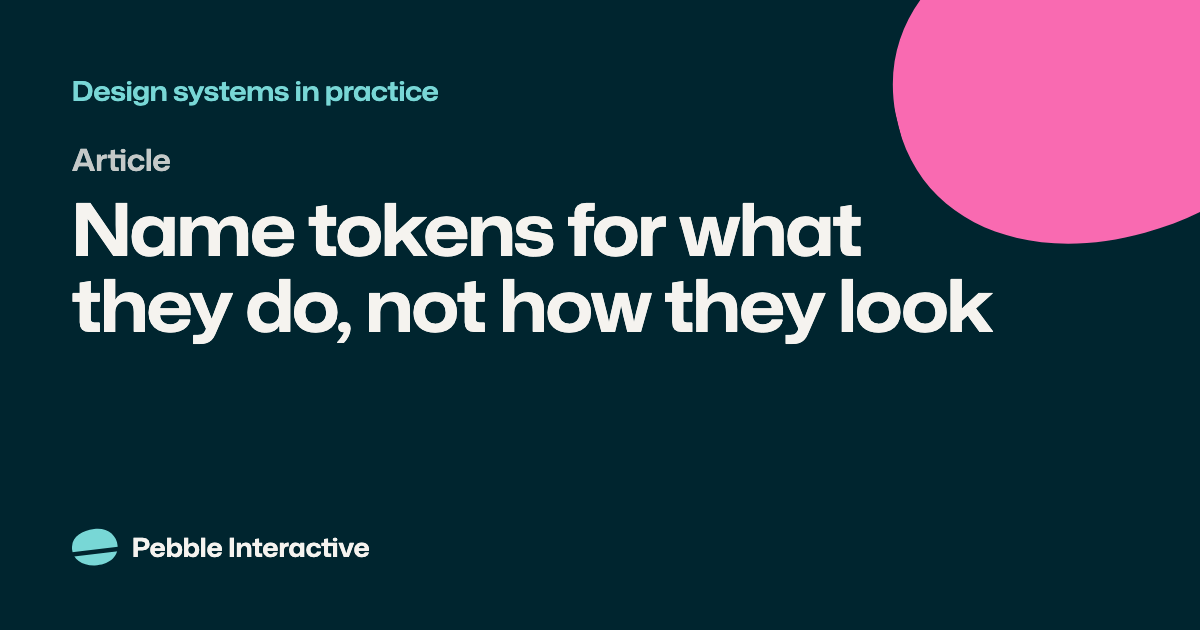 Design systems in practice
Article
Name tokens for what
they do, not how they look
Pebble Interactive